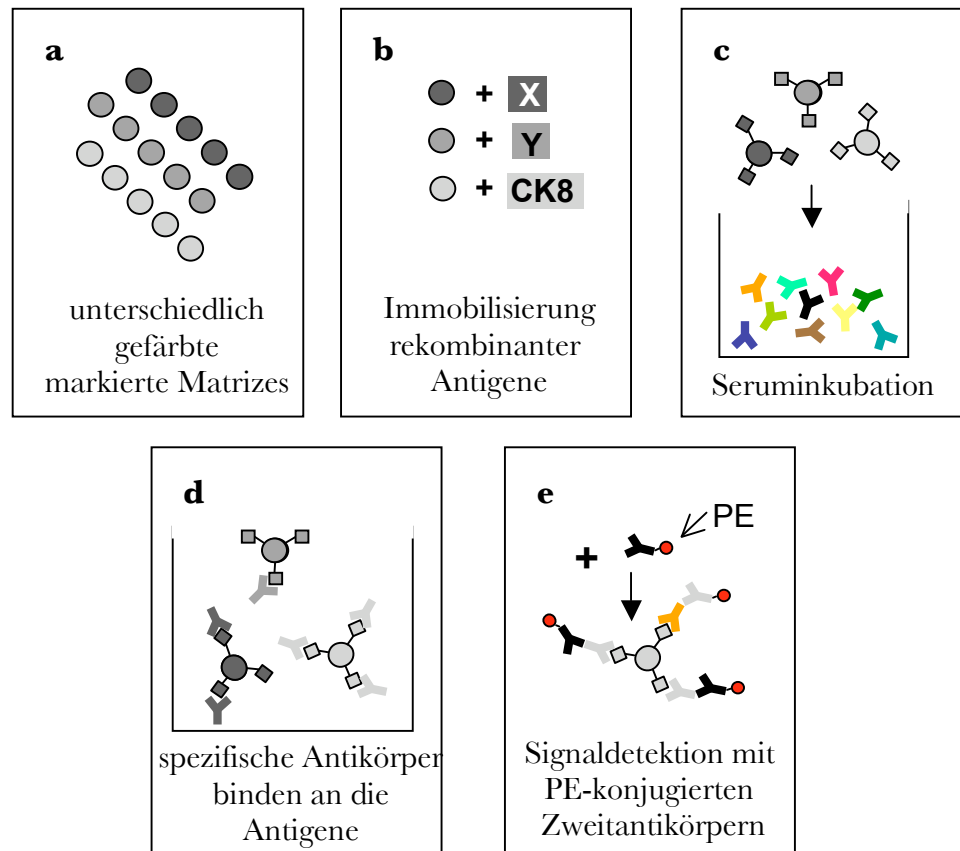 a
unterschiedlich
gefärbte
markierte Matrizes
b
+ X
+ Y
+ CK8
Immobilisierung
rekombinanter
Antigene
c
Seruminkubation
d
spezifische Antikörper
binden an die
Antigene
e
PE
+
Signaldetektion mit
PE-konjugierten
Zweitantikörpern